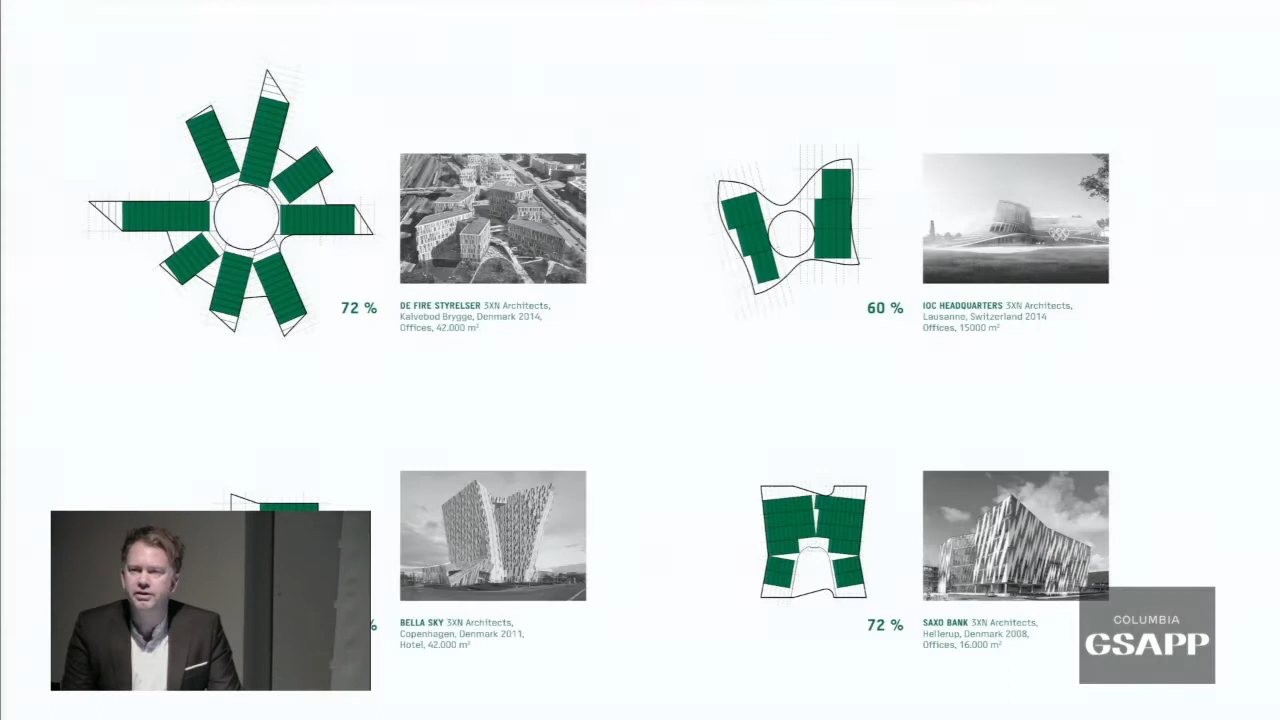 72 %
DE FIRE STYRELSER 3XN Architects,
Kalvebod Brygge, Denmark 2014,
Offices, 42.000 m²
60 %
IOC HEADQUARTERS 3XN Architects,
Lausanne, Switzerland 2014
Offices, 15000 m²
%
BELLA SKY 3XN Architects,
Copenhagen, Denmark 2011,
Hotel, 42.000 m²
72 %
SAXO BANK 3XN Architects,
Hellerup, Denmark 2008,
Offices, 16.000 m²
COLUMBIA
GSAPP